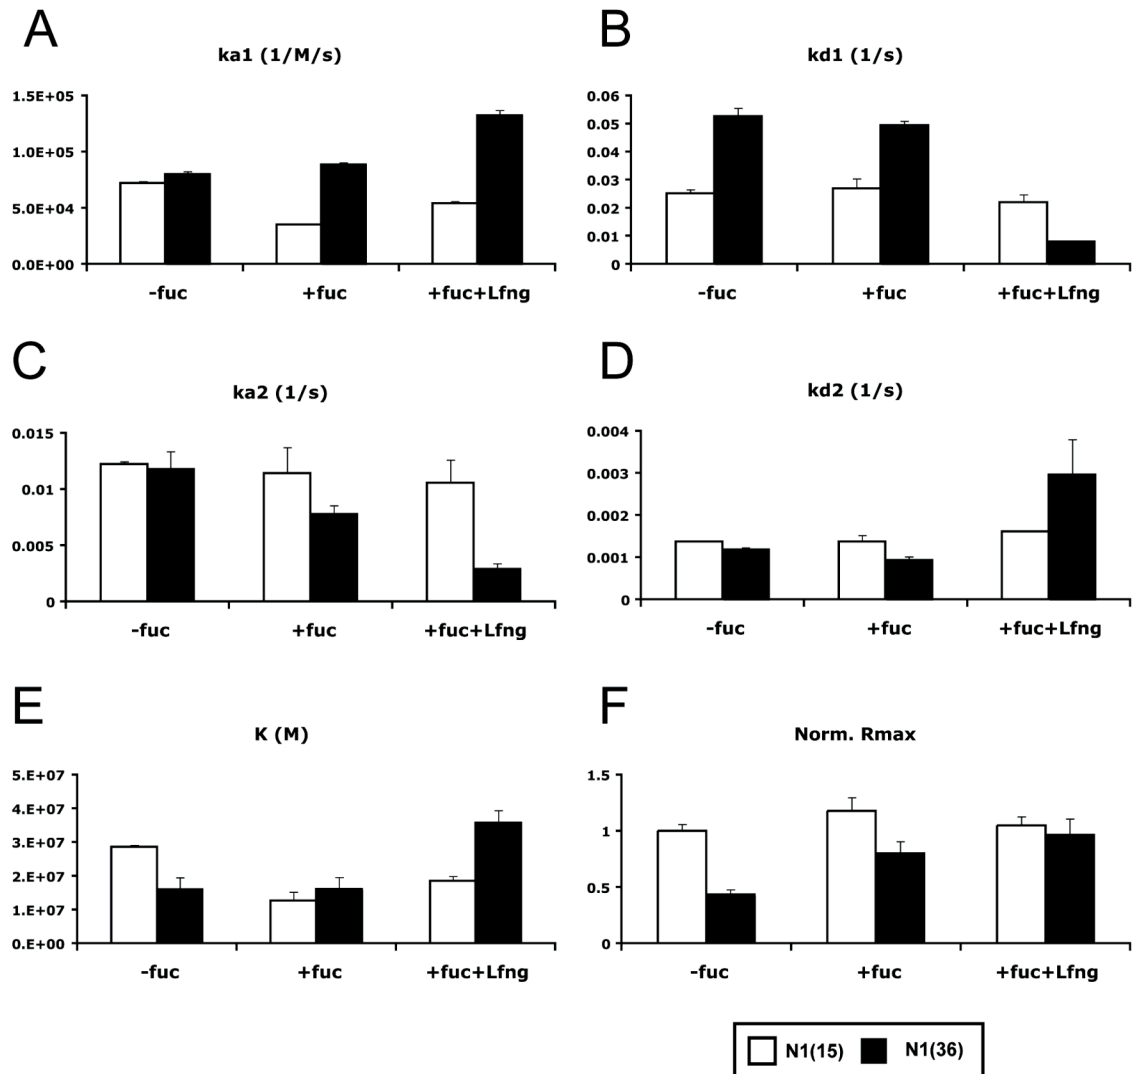 A
ka1 (1/M/s)
1.5E+05
1.0E+05
5.0E+04
0.0E+00
-fuc +fuc +fuc+Lfng
B
kd1 (1/s)
0.06
0.05
0.04
0.03
0.02
0.01
0
-fuc +fuc +fuc+Lfng
C
ka2 (1/s)
0.015
0.01
0.005
0
-fuc +fuc +fuc+Lfng
D
kd2 (1/s)
0.004
0.003
0.002
0.001
0
-fuc +fuc +fuc+Lfng
E
K (M)
5.E+07
4.E+07
3.E+07
2.E+07
1.E+07
0.E+00
-fuc +fuc +fuc+Lfng
F
Norm. Rmax
1.5
1
0.5
0
-fuc +fuc +fuc+Lfng
N1(15) N1(36)